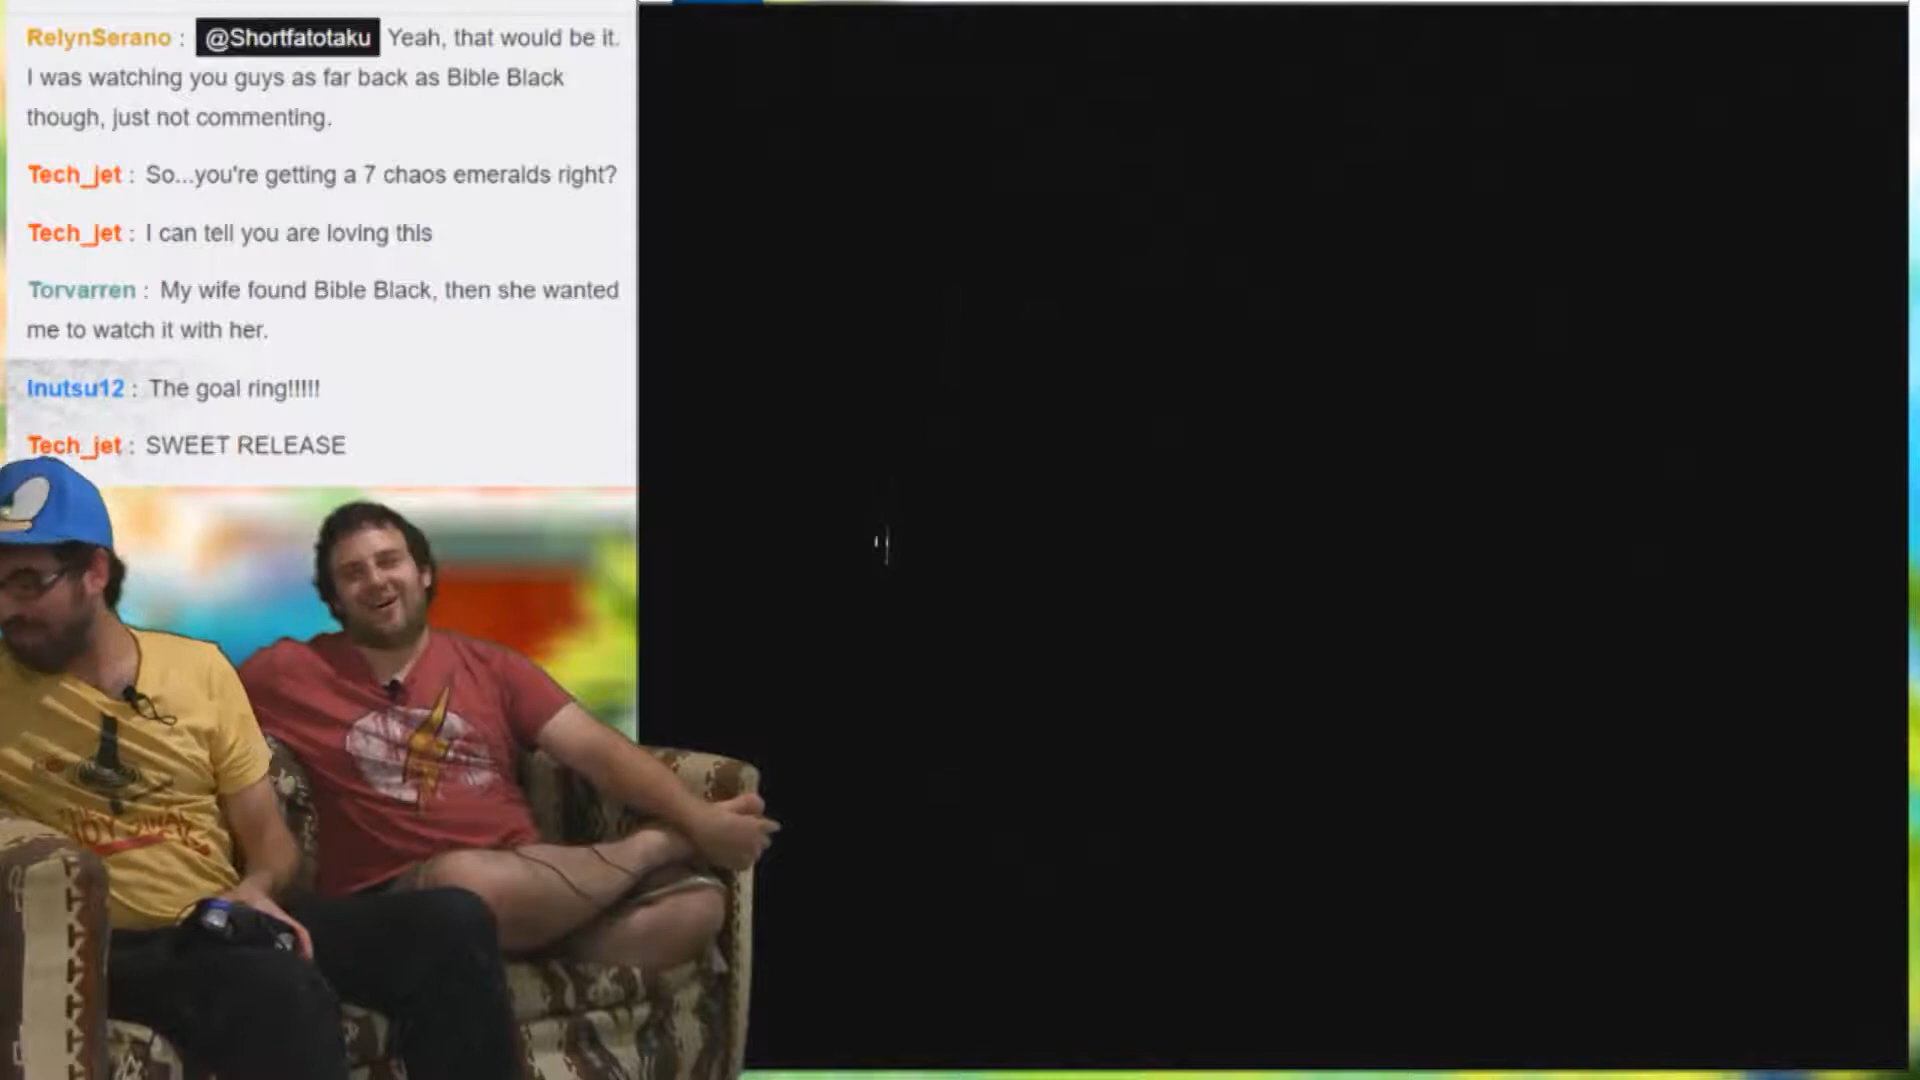 RelynSerano : @Shortfatotaku Yeah, that would be it.
I was watching you guys as far back as Bible Black
though, just not commenting.
Tech_jet : So...you're getting a 7 chaos emeralds right?
Tech_jet : I can tell you are loving this
Torvarren : My wife found Bible Black, then she wanted
me to watch it with her.
Inutsu12 : The goal ring!!!!!
Tech_jet : SWEET RELEASE